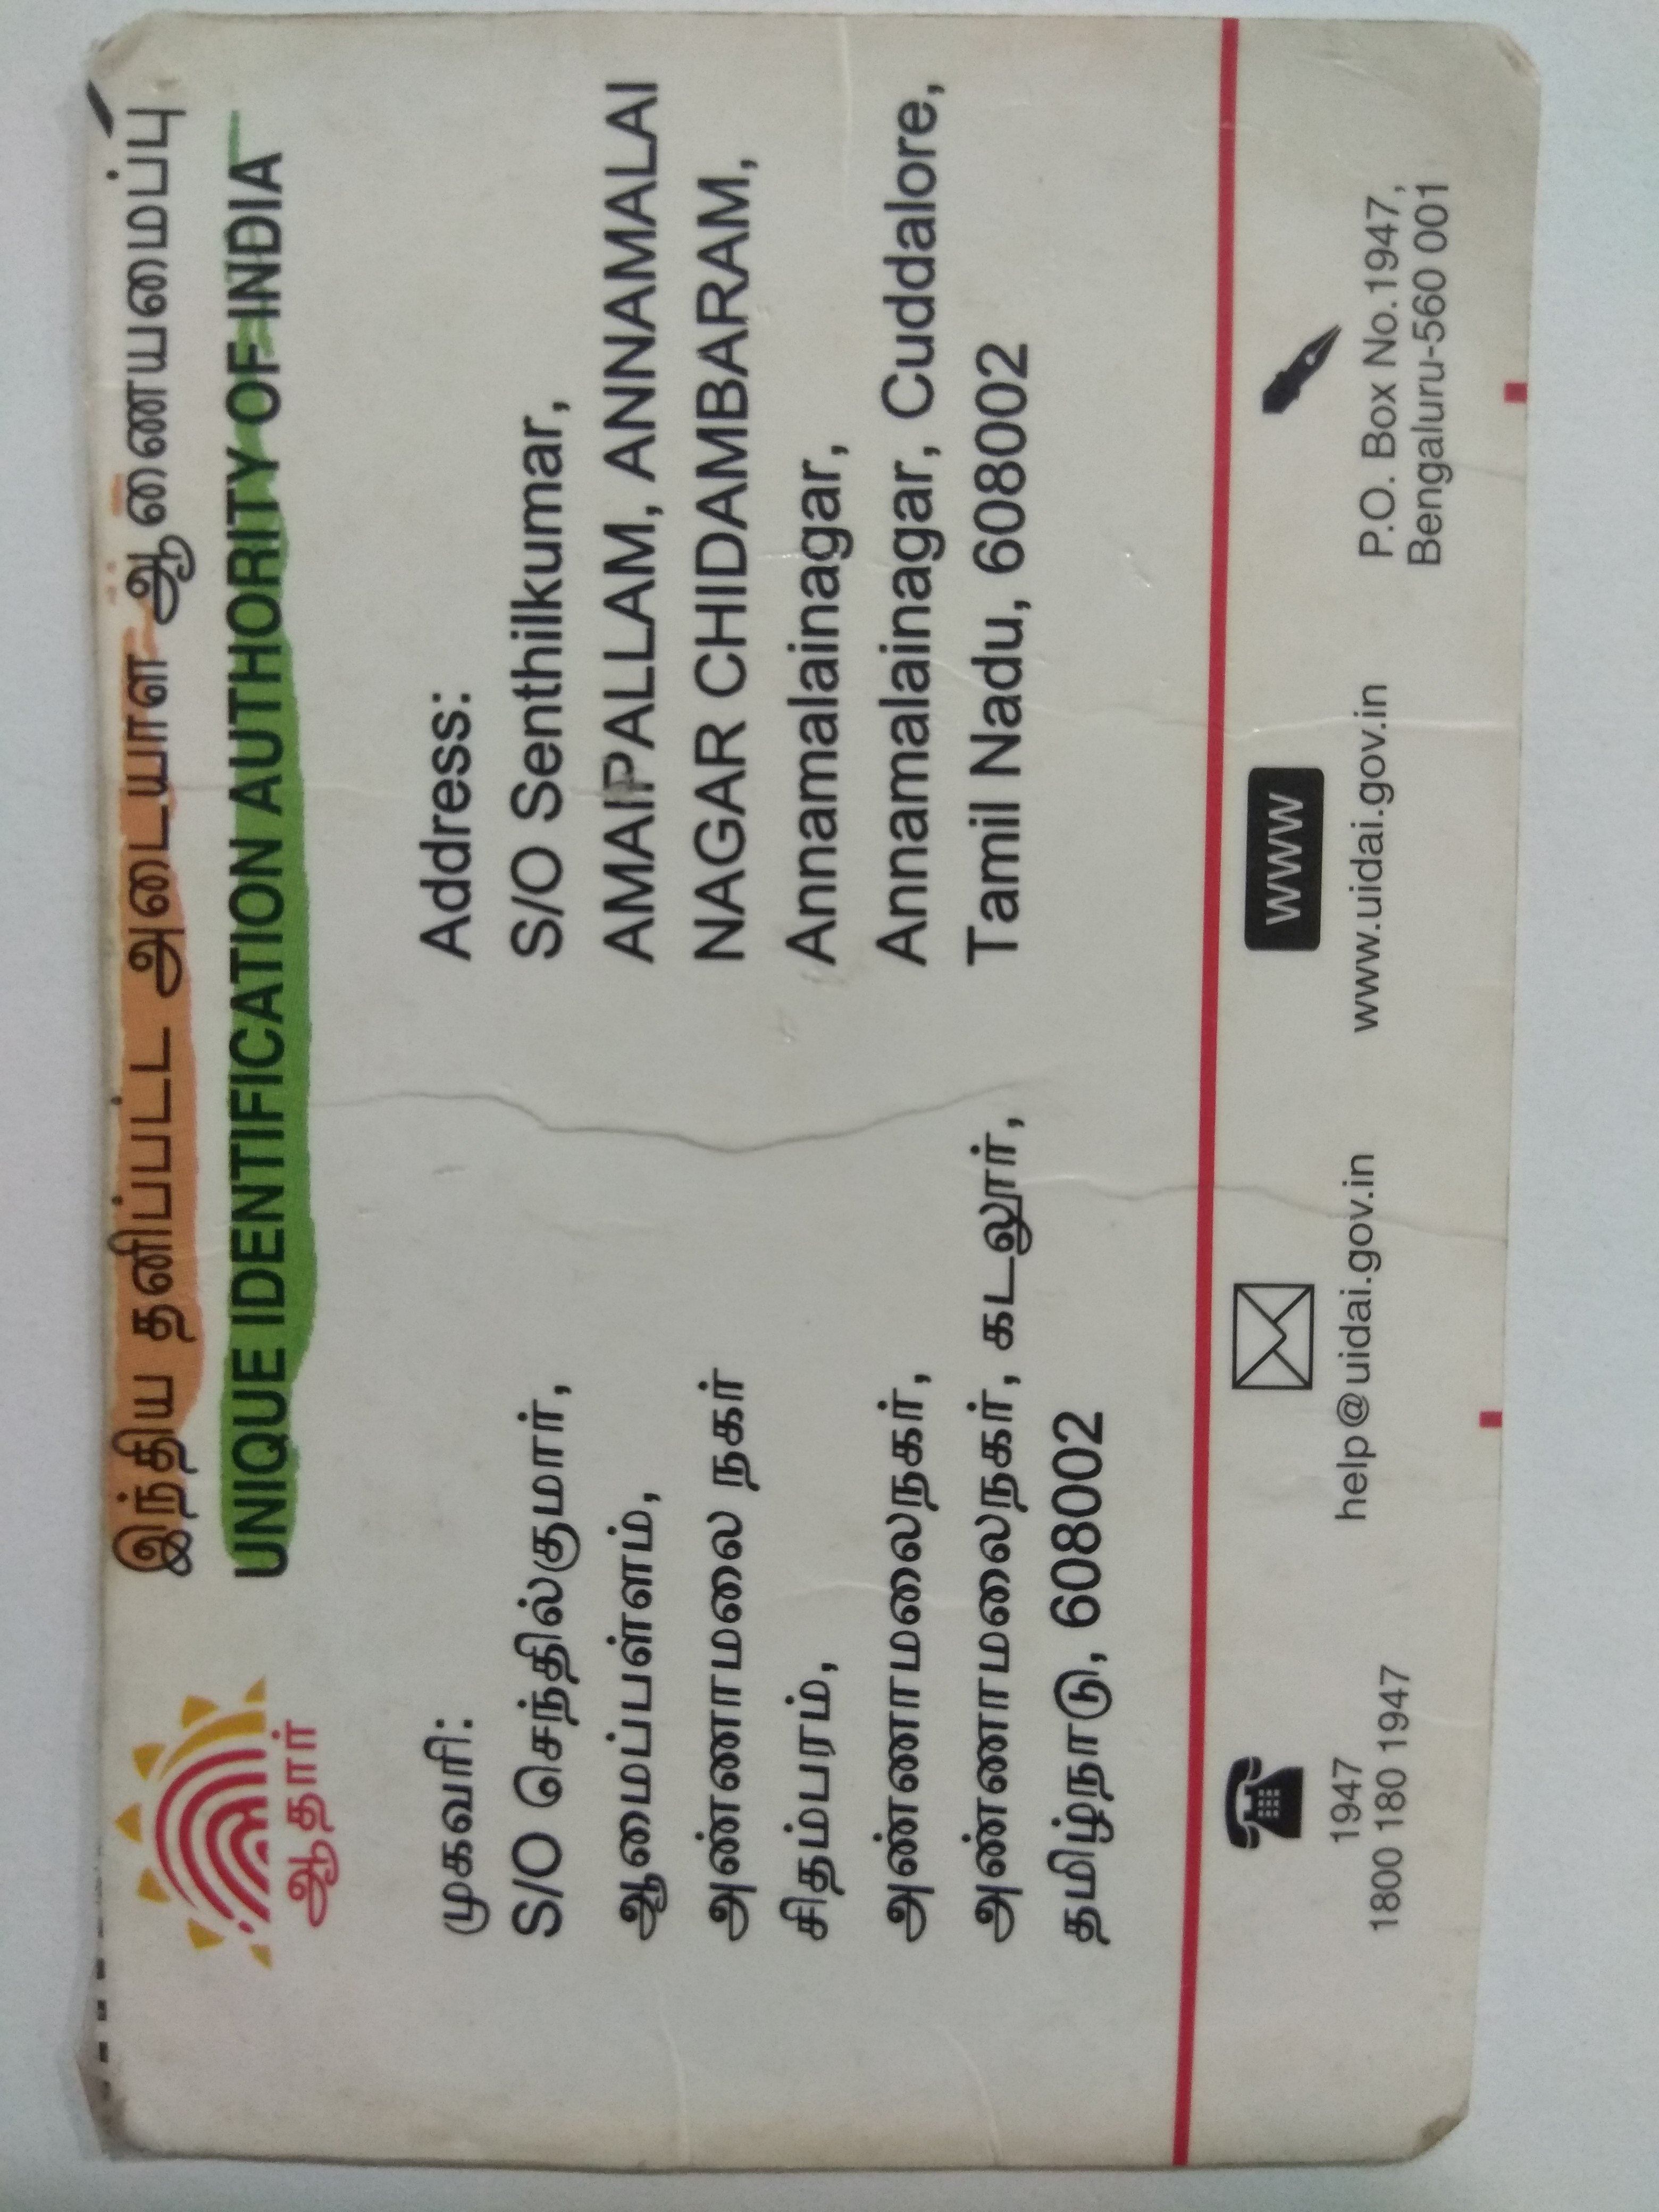 இந்திய தனிப்பட்ட அடையாள ஆணையமைப்பு
UNIQUE IDENTIFICATION AUTHORITY OF INDIA
ஆதார்
முகவரி:
S/O செந்தில்குமார்,
ஆமைப்பள்ளம்,
அண்ணாமலை நகர்
சிதம்பரம்,
அண்ணாமலைநகர்,
அண்ணாமலைநகர், கடலூர்,
தமிழ்நாடு, 608002
Address:
S/O Senthilkumar,
AMAIPALLAM, ANNAMALAI
NAGAR CHIDAMBARAM,
Annamalainagar,
Annamalainagar, Cuddalore,
Tamil Nadu, 608002
1947
1800 180 1947
help@uidai.gov.in
WWW
www.uidai.gov.in
P.O. Box No.1947,
Bengaluru-560 001